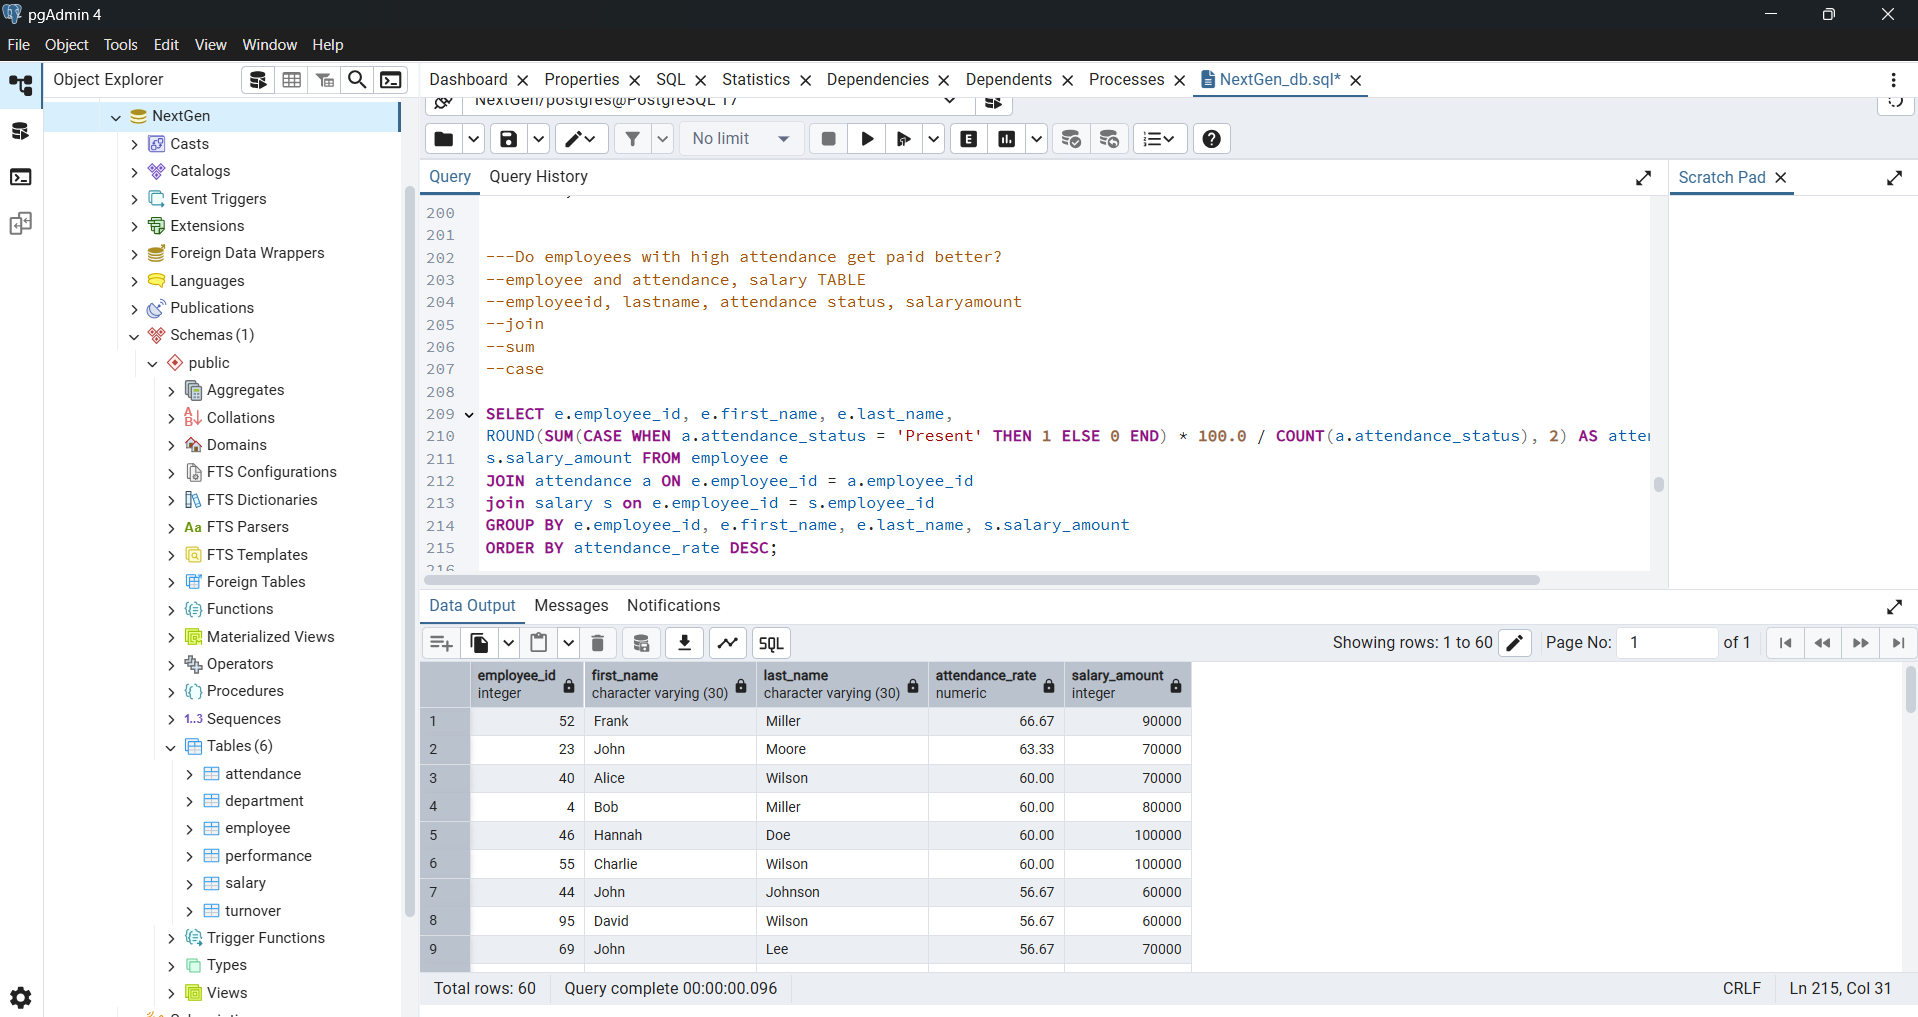 pgAdmin 4
File Object Tools Edit View Window Help
Object Explorer
Dashboard Properties SQL Statistics Dependencies Dependents Processes NextGen_db.sql*
NextGen/postgres@PostgreSQL 17
No limit
E
Query Query History
Scratch Pad
NextGen
Casts
Catalogs
Event Triggers
Extensions
Foreign Data Wrappers
Languages
Publications
Schemas (1)
public
Aggregates
Collations
Domains
FTS Configurations
FTS Dictionaries
Aa FTS Parsers
FTS Templates
Foreign Tables
Functions
Materialized Views
Operators
Procedures
1..3 Sequences
Tables (6)
attendance
department
employee
performance
salary
turnover
Trigger Functions
Types
Views
200
201
202 ---Do employees with high attendance get paid better?
203 --employee and attendance, salary TABLE
204 --employeeid, lastname, attendance status, salaryamount
205 --join
206 --sum
207 --case
208
209 SELECT e.employee_id, e.first_name, e.last_name,
210 ROUND(SUM(CASE WHEN a.attendance_status = 'Present' THEN 1 ELSE 0 END) * 100.0 / COUNT(a.attendance_status), 2) AS atte
211 s.salary_amount FROM employee e
212 JOIN attendance a ON e.employee_id = a.employee_id
213 join salary s on e.employee_id = s.employee_id
214 GROUP BY e.employee_id, e.first_name, e.last_name, s.salary_amount
215 ORDER BY attendance_rate DESC;
216
Data Output Messages Notifications
SQL
Showing rows: 1 to 60 Page No: 1 of 1
employee_id first_name last_name attendance_rate salary_amount
integer character varying (30) character varying (30) numeric integer
1 52 Frank Miller 66.67 90000
2 23 John Moore 63.33 70000
3 40 Alice Wilson 60.00 70000
4 4 Bob Miller 60.00 80000
5 46 Hannah Doe 60.00 100000
6 55 Charlie Wilson 60.00 100000
7 44 John Johnson 56.67 60000
8 95 David Wilson 56.67 60000
9 69 John Lee 56.67 70000
Total rows: 60 Query complete 00:00:00.096 CRLF Ln 215, Col 31